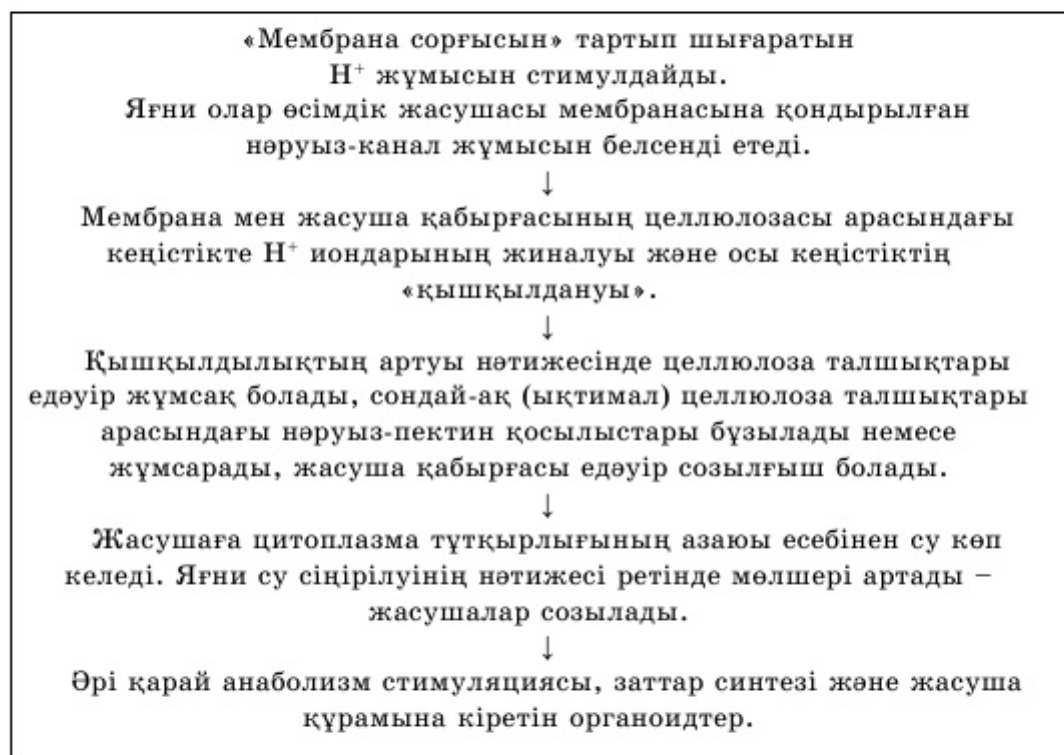 «Мембрана сорғысын» тартып шығаратын
H⁺ жұмысын стимулдайды.
Яғни олар өсімдік жасушасы мембранасына қондырылған
нәруыз-канал жұмысын белсенді етеді.
↓
Мембрана мен жасуша қабырғасының целлюлозасы арасындағы
кеңістікте H⁺ иондарының жиналуы және осы кеңістіктің
«қышқылдануы».
↓
Қышқылдылықтың артуы нәтижесінде целлюлоза талшықтары
едәуір жұмсақ болады, сондай-ақ (ықтимал) целлюлоза талшықтары
арасындағы нәруыз-пектин қосылыстары бұзылады немесе
жұмсарады, жасуша қабырғасы едәуір созылғыш болады.
↓
Жасушаға цитоплазма тұтқырлығының азаюы есебінен су көп
келеді. Яғни су сіңірілуінің нәтижесі ретінде мөлшері артады –
жасушалар созылады.
↓
Әрі қарай анаболизм стимуляциясы, заттар синтезі және жасуша
құрамына кіретін органоидтер.